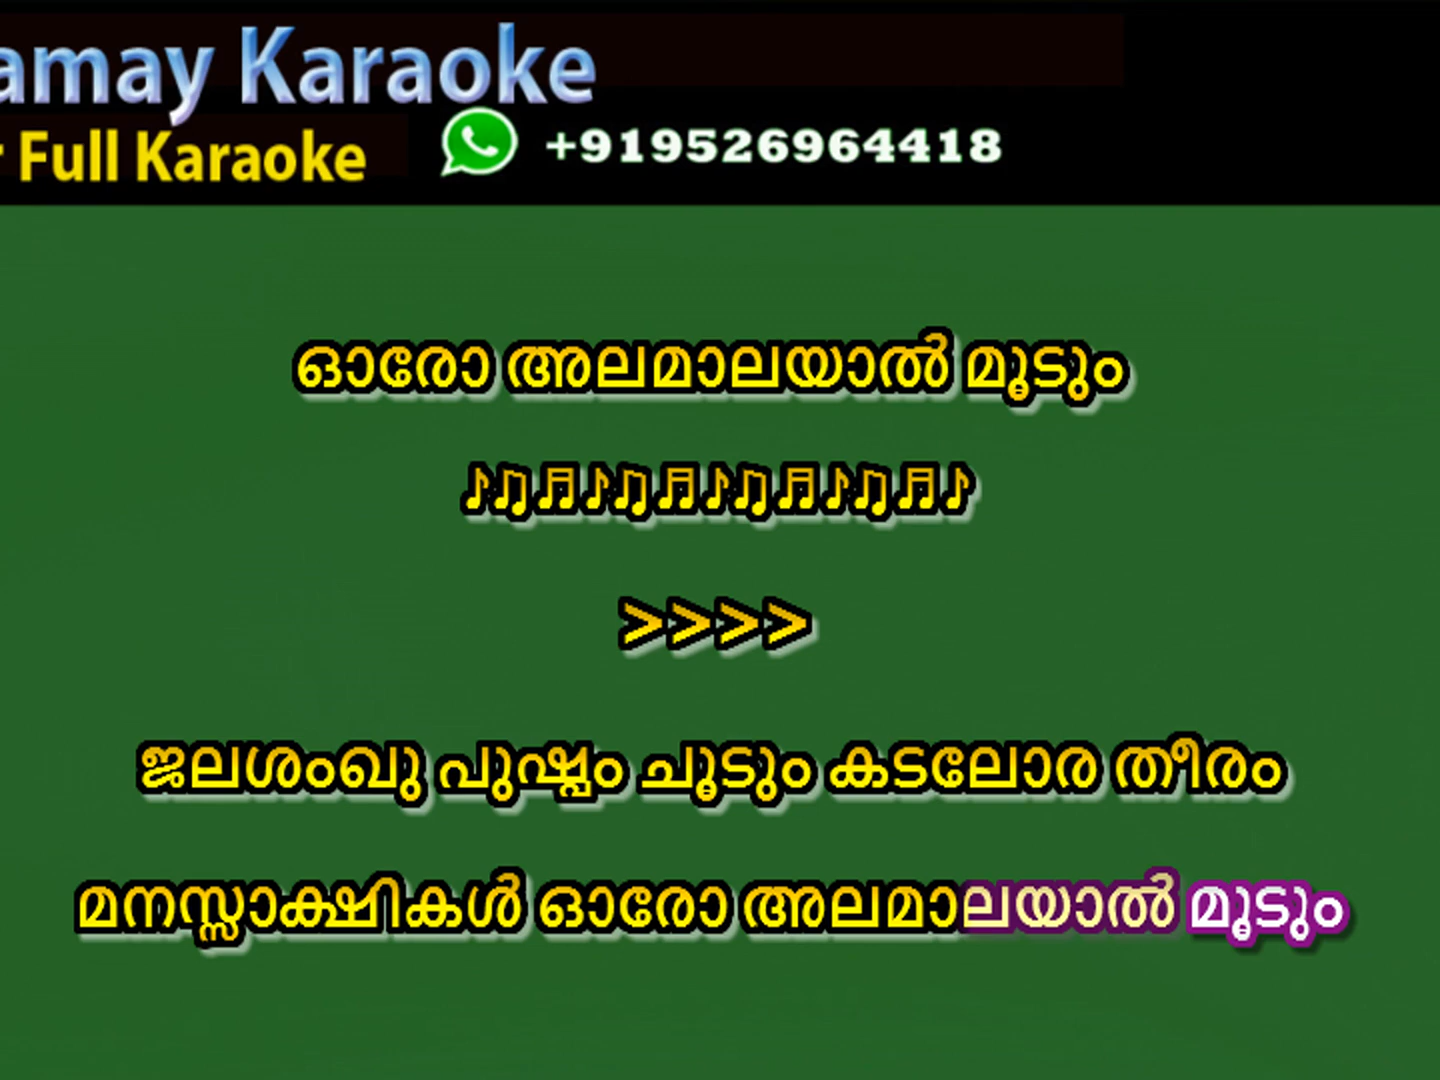 amay Karaoke
r Full Karaoke +919526964418
ഓരോ അലമാലയാൽ മൂടും
♪♫♬♪♫♬♪♫♬♪♫♬♪
>>>>
ജലശംഖു പുഷ്പം ചൂടും കടലോര തീരം
മനസ്സാക്ഷികൾ ഓരോ അലമാലയാൽ മൂടും